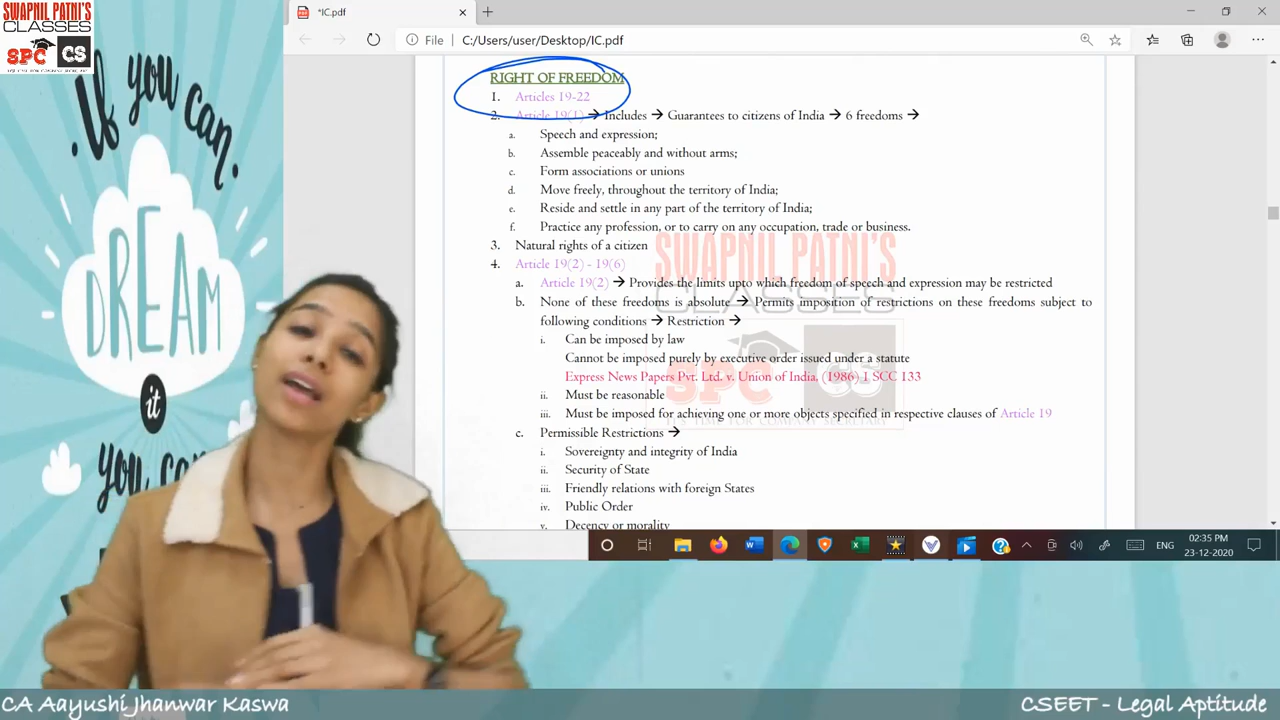 SWAPNIL PATNI'S
CLASSES
SPC CS
*IC.pdf
File C:/Users/user/Desktop/IC.pdf
If you can.
DREAM
it
you can
RIGHT OF FREEDOM
1. Articles 19-22
2. Article 19(1) → Includes → Guarantees to citizens of India → 6 freedoms →
a. Speech and expression;
b. Assemble peaceably and without arms;
c. Form associations or unions
d. Move freely, throughout the territory of India;
e. Reside and settle in any part of the territory of India;
f. Practice any profession, or to carry on any occupation, trade or business.
3. Natural rights of a citizen
4. Article 19(2) - 19(6)
a. Article 19(2) → Provides the limits upto which freedom of speech and expression may be restricted
b. None of these freedoms is absolute → Permits imposition of restrictions on these freedoms subject to
following conditions → Restriction →
i. Can be imposed by law
Cannot be imposed purely by executive order issued under a statute
Express News Papers Pvt. Ltd. v. Union of India, (1986) 1 SCC 133
ii. Must be reasonable
iii. Must be imposed for achieving one or more objects specified in respective clauses of Article 19
c. Permissible Restrictions →
i. Sovereignty and integrity of India
ii. Security of State
iii. Friendly relations with foreign States
iv. Public Order
v. Decency or morality
SWAPNIL PATNI'S
CLASSES
SPC CS
IT'S TIME FOR COMPANY SECRETARY
ENG
02:35 PM
23-12-2020
CA Aayushi Jhanwar Kaswa
CSEET - Legal Aptitude